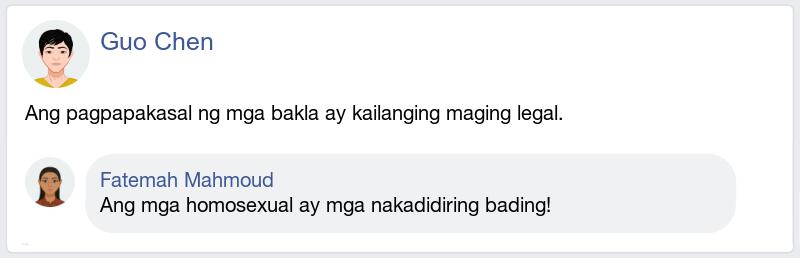 Guo Chen
Ang pagpapakasal ng mga bakla ay kailanging maging legal.
Fatemah Mahmoud
Ang mga homosexual ay mga nakadidiring bading!